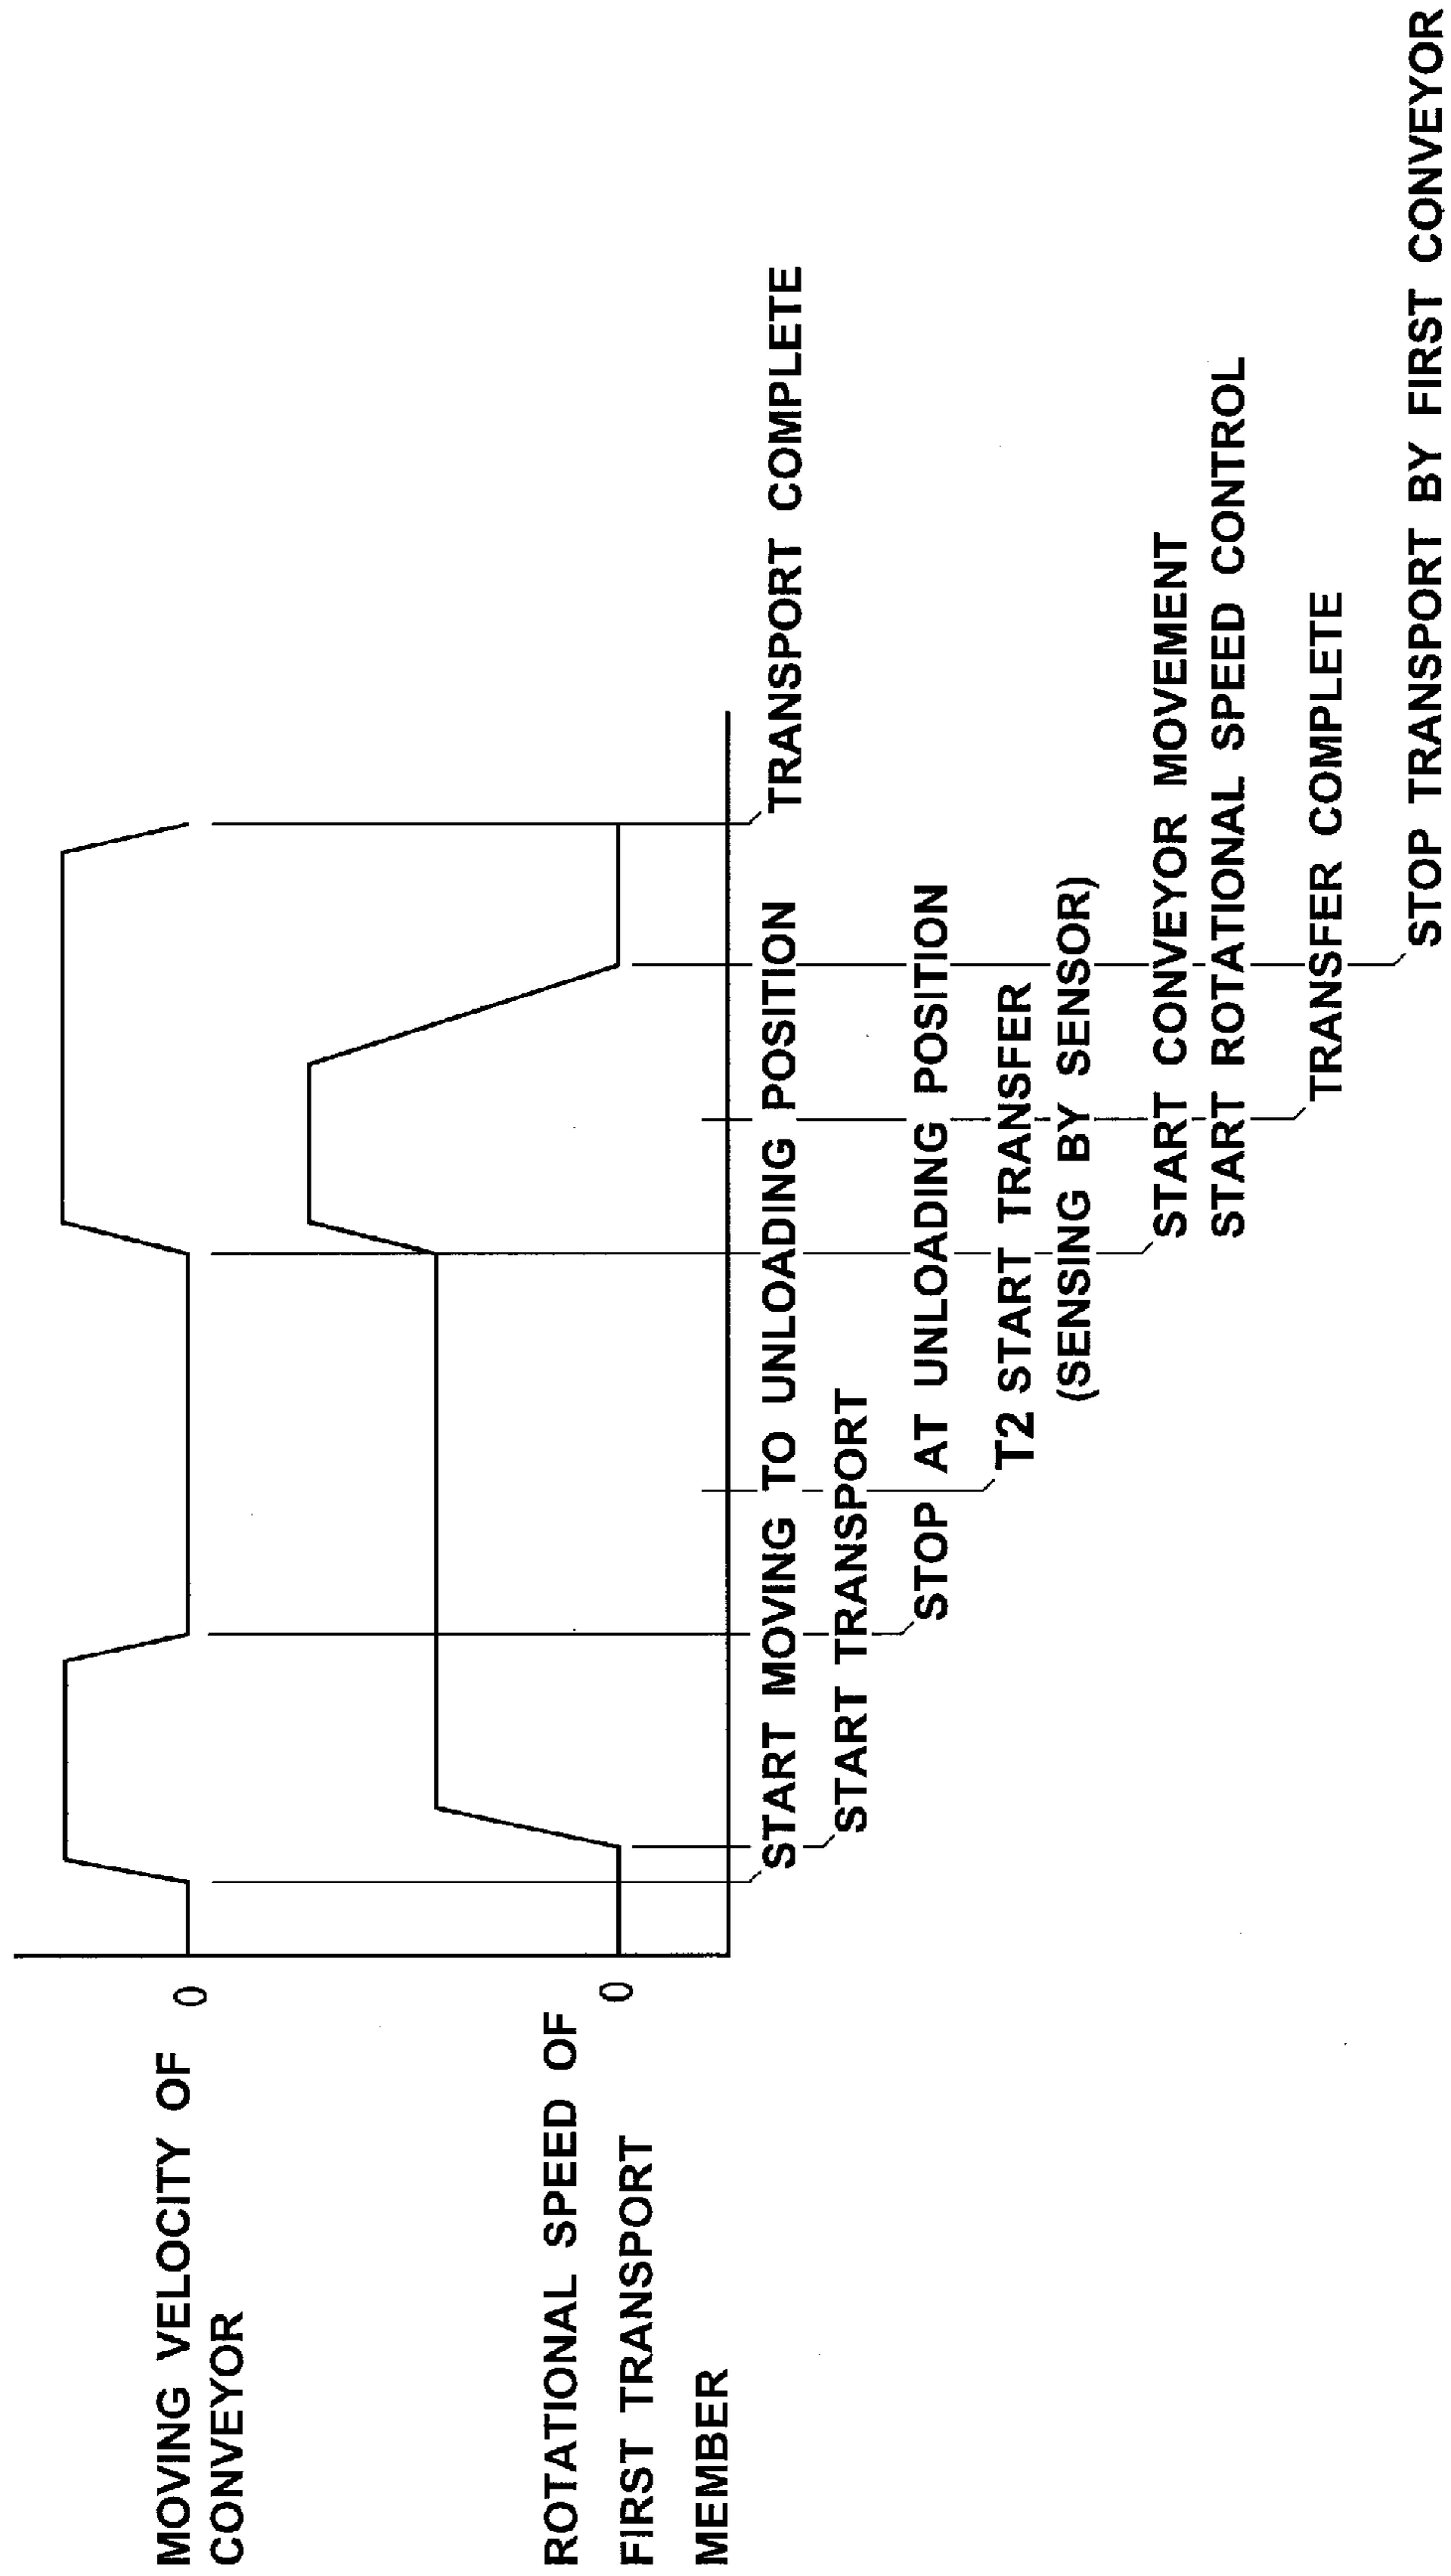 MOVING VELOCITY OF
CONVEYOR
0
ROTATIONAL SPEED OF
FIRST TRANSPORT
MEMBER
0
TRANSPORT COMPLETE
START MOVING TO UNLOADING POSITION
START TRANSPORT
STOP AT UNLOADING POSITION
T2 START TRANSFER
(SENSING BY SENSOR)
START CONVEYOR MOVEMENT
START ROTATIONAL SPEED CONTROL
TRANSFER COMPLETE
STOP TRANSPORT BY FIRST CONVEYOR